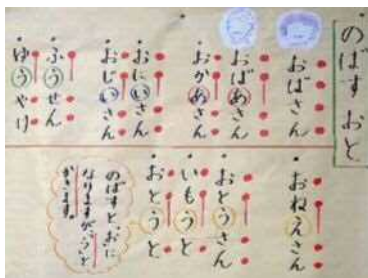 のばす おと
おばさん
おばあさん
おかあさん
おにいさん
おじいさん
ふうせん
ゆうやけ
おねえさん
おとうさん
いもうと
おとうと
のばすと、おに
なりますが、うと
かきます。